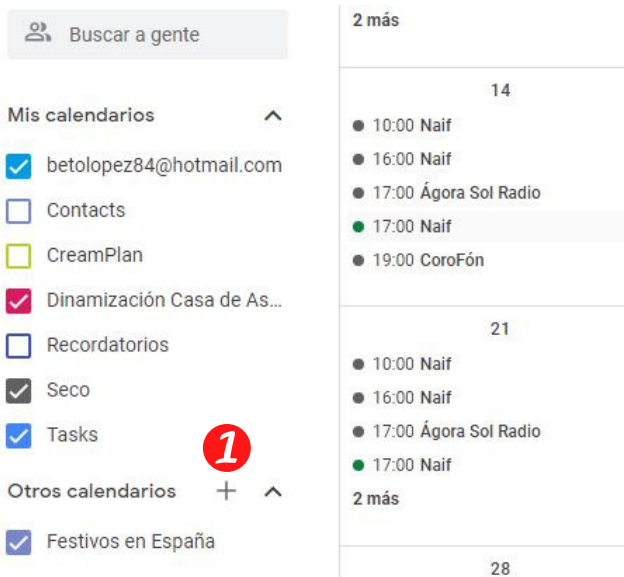 Buscar a gente
Mis calendarios
betolopez84@hotmail.com
Contacts
CreamPlan
Dinamización Casa de As...
Recordatorios
Seco
Tasks
1
Otros calendarios
Festivos en España
2 más
14
10:00 Naif
16:00 Naif
17:00 Ágora Sol Radio
17:00 Naif
19:00 CoroFón
21
10:00 Naif
16:00 Naif
17:00 Ágora Sol Radio
17:00 Naif
2 más
28